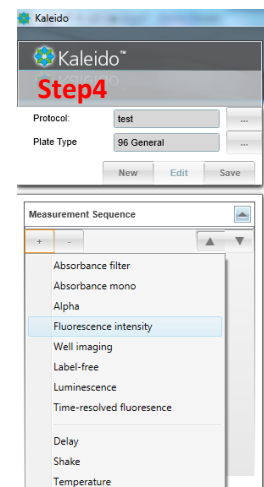 Kaleido
Kaleido™
Step4
Protocol: test ...
Plate Type 96 General ...
New Edit Save
Measurement Sequence
+ - ▲ ▼
Absorbance filter
Absorbance mono
Alpha
Fluorescence intensity
Well imaging
Label-free
Luminescence
Time-resolved fluoresence
Delay
Shake
Temperature